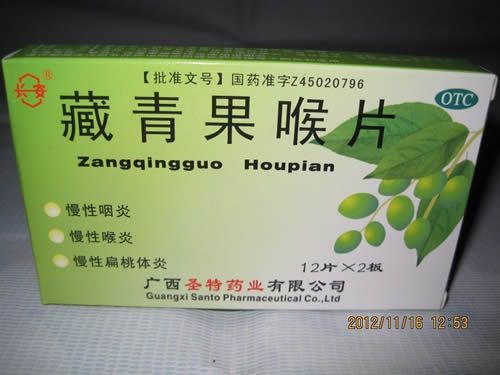 长安®
【批准文号】国药准字Z45020796
OTC
藏青果喉片
Zangqingguo Houpian
慢性咽炎
慢性喉炎
慢性扁桃体炎
12片×2板
广西圣特药业有限公司
Guangxi Santo Pharmaceutical Co.,Ltd
2012/11/16 12:53